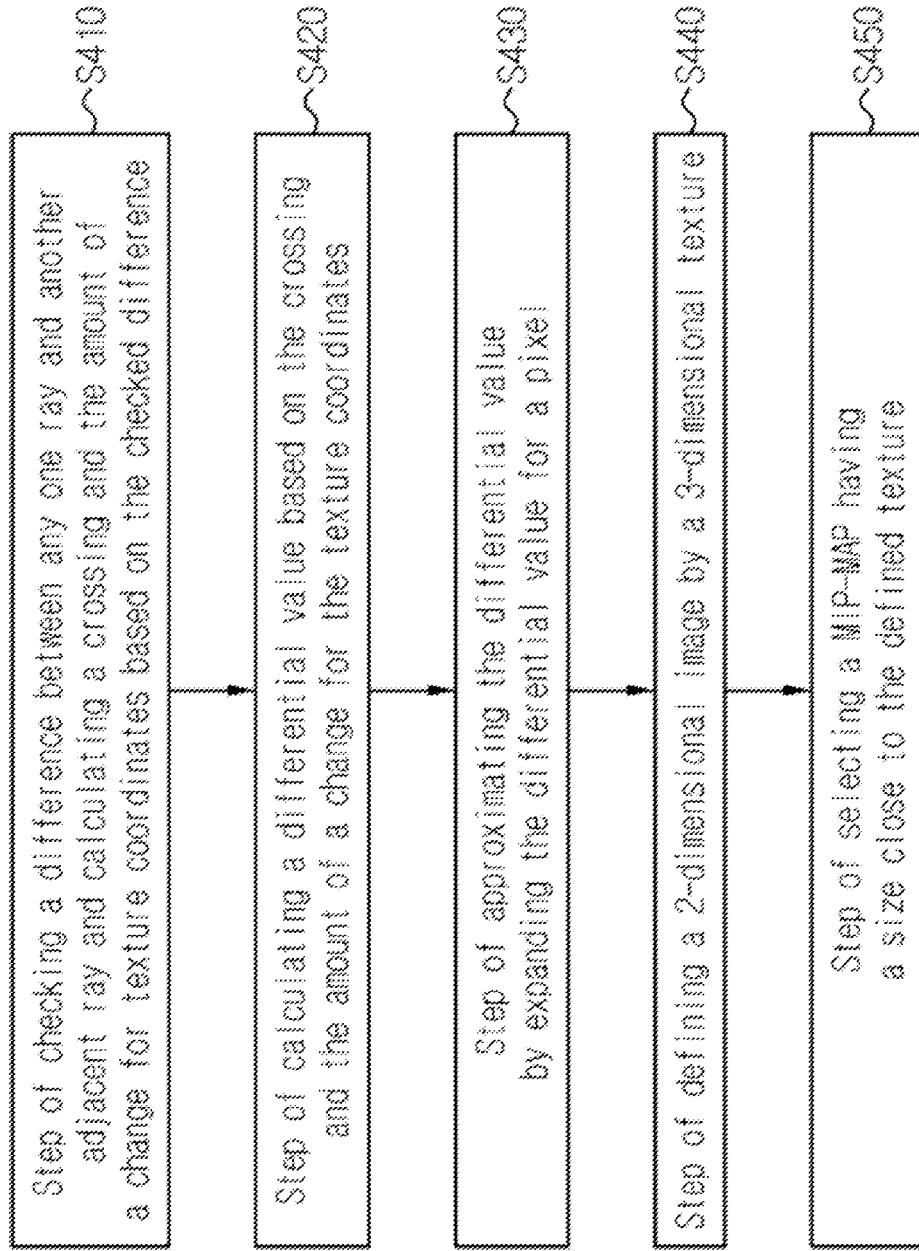 Step of checking a difference between any one ray and another
adjacent ray and calculating a crossing and the amount of
a change for texture coordinates based on the checked difference
S410
Step of calculating a differential value based on the crossing
and the amount of a change for the texture coordinates
S420
Step of approximating the differential value
by expanding the differential value for a pixel
S430
Step of defining a 2-dimensional image by a 3-dimensional texture
S440
Step of selecting a MIP-MAP having
a size close to the defined texture
S450